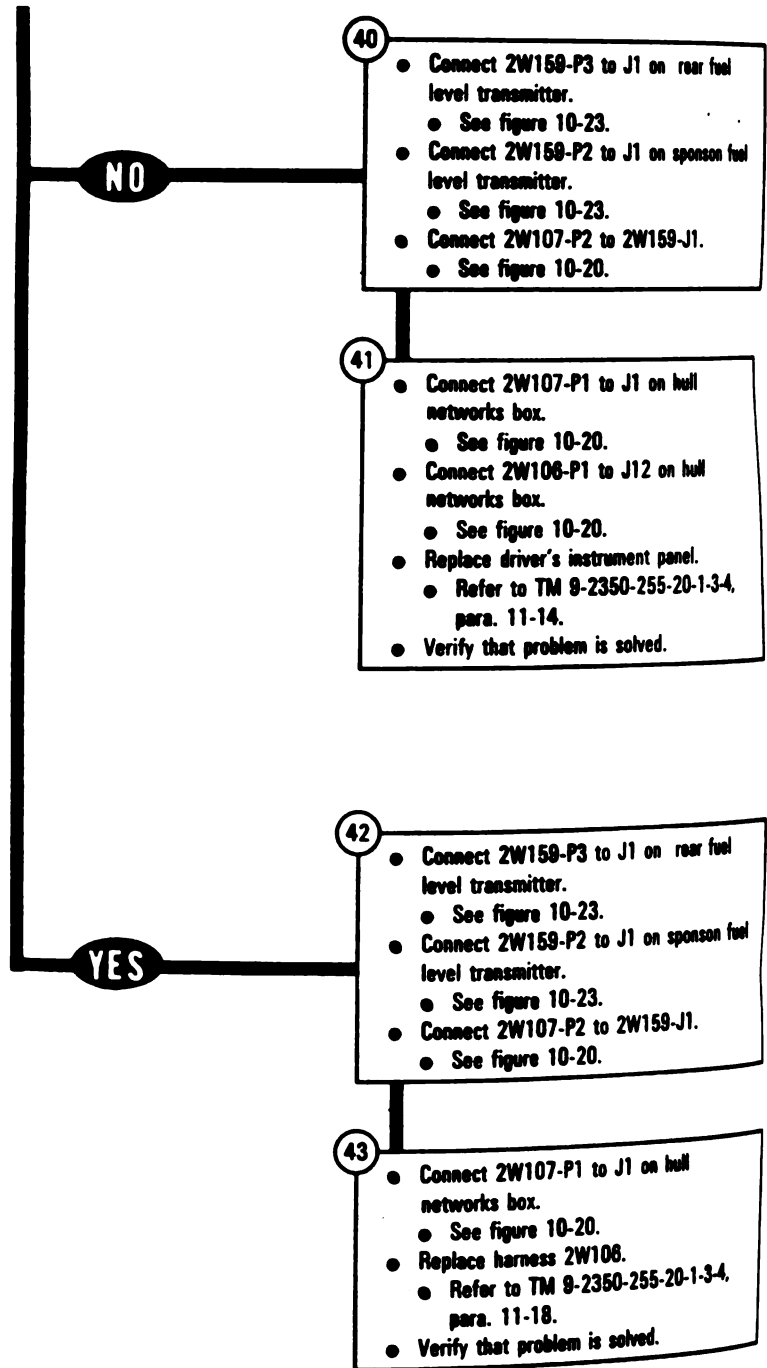 40
● Connect 2W159-P3 to J1 on rear fuel
level transmitter.
● See figure 10-23.
● Connect 2W159-P2 to J1 on sponson fuel
level transmitter.
● See figure 10-23.
NO
● Connect 2W107-P2 to 2W159-J1.
● See figure 10-20.
41
● Connect 2W107-P1 to J1 on hull
networks box.
● See figure 10-20.
● Connect 2W106-P1 to J12 on hull
networks box.
● See figure 10-20.
● Replace driver's instrument panel.
● Refer to TM 9-2350-255-20-1-3-4,
para. 11-14.
● Verify that problem is solved.
42
● Connect 2W159-P3 to J1 on rear fuel
level transmitter.
● See figure 10-23.
● Connect 2W159-P2 to J1 on sponson fuel
level transmitter.
● See figure 10-23.
YES
● Connect 2W107-P2 to 2W159-J1.
● See figure 10-20.
43
● Connect 2W107-P1 to J1 on hull
networks box.
● See figure 10-20.
● Replace harness 2W106.
● Refer to TM 9-2350-255-20-1-3-4,
para. 11-18.
● Verify that problem is solved.